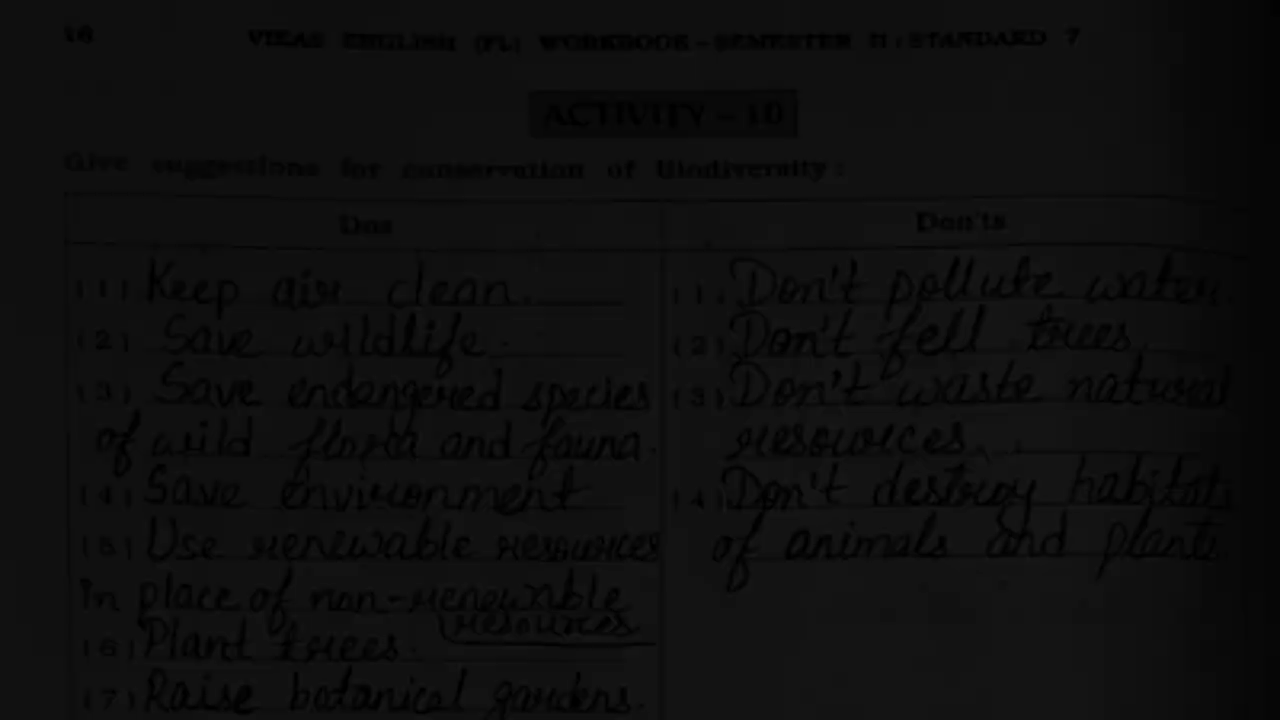 16 VIKAS ENGLISH (FL) WORKBOOK – SEMESTER II : STANDARD 7
ACTIVITY – 10
Give suggestions for conservation of Biodiversity :
Dos
(1) Keep air clean.
(2) Save wildlife.
(3) Save endangered species
of wild flora and fauna.
(4) Save environment
(5) Use renewable resources
in place of non-renewable
resources
(6) Plant trees.
(7) Raise botanical gardens.
Don'ts
(1) Don't pollute water.
(2) Don't fell trees
(3) Don't waste natural
resources.
(4) Don't destroy habitat
of animals and plants